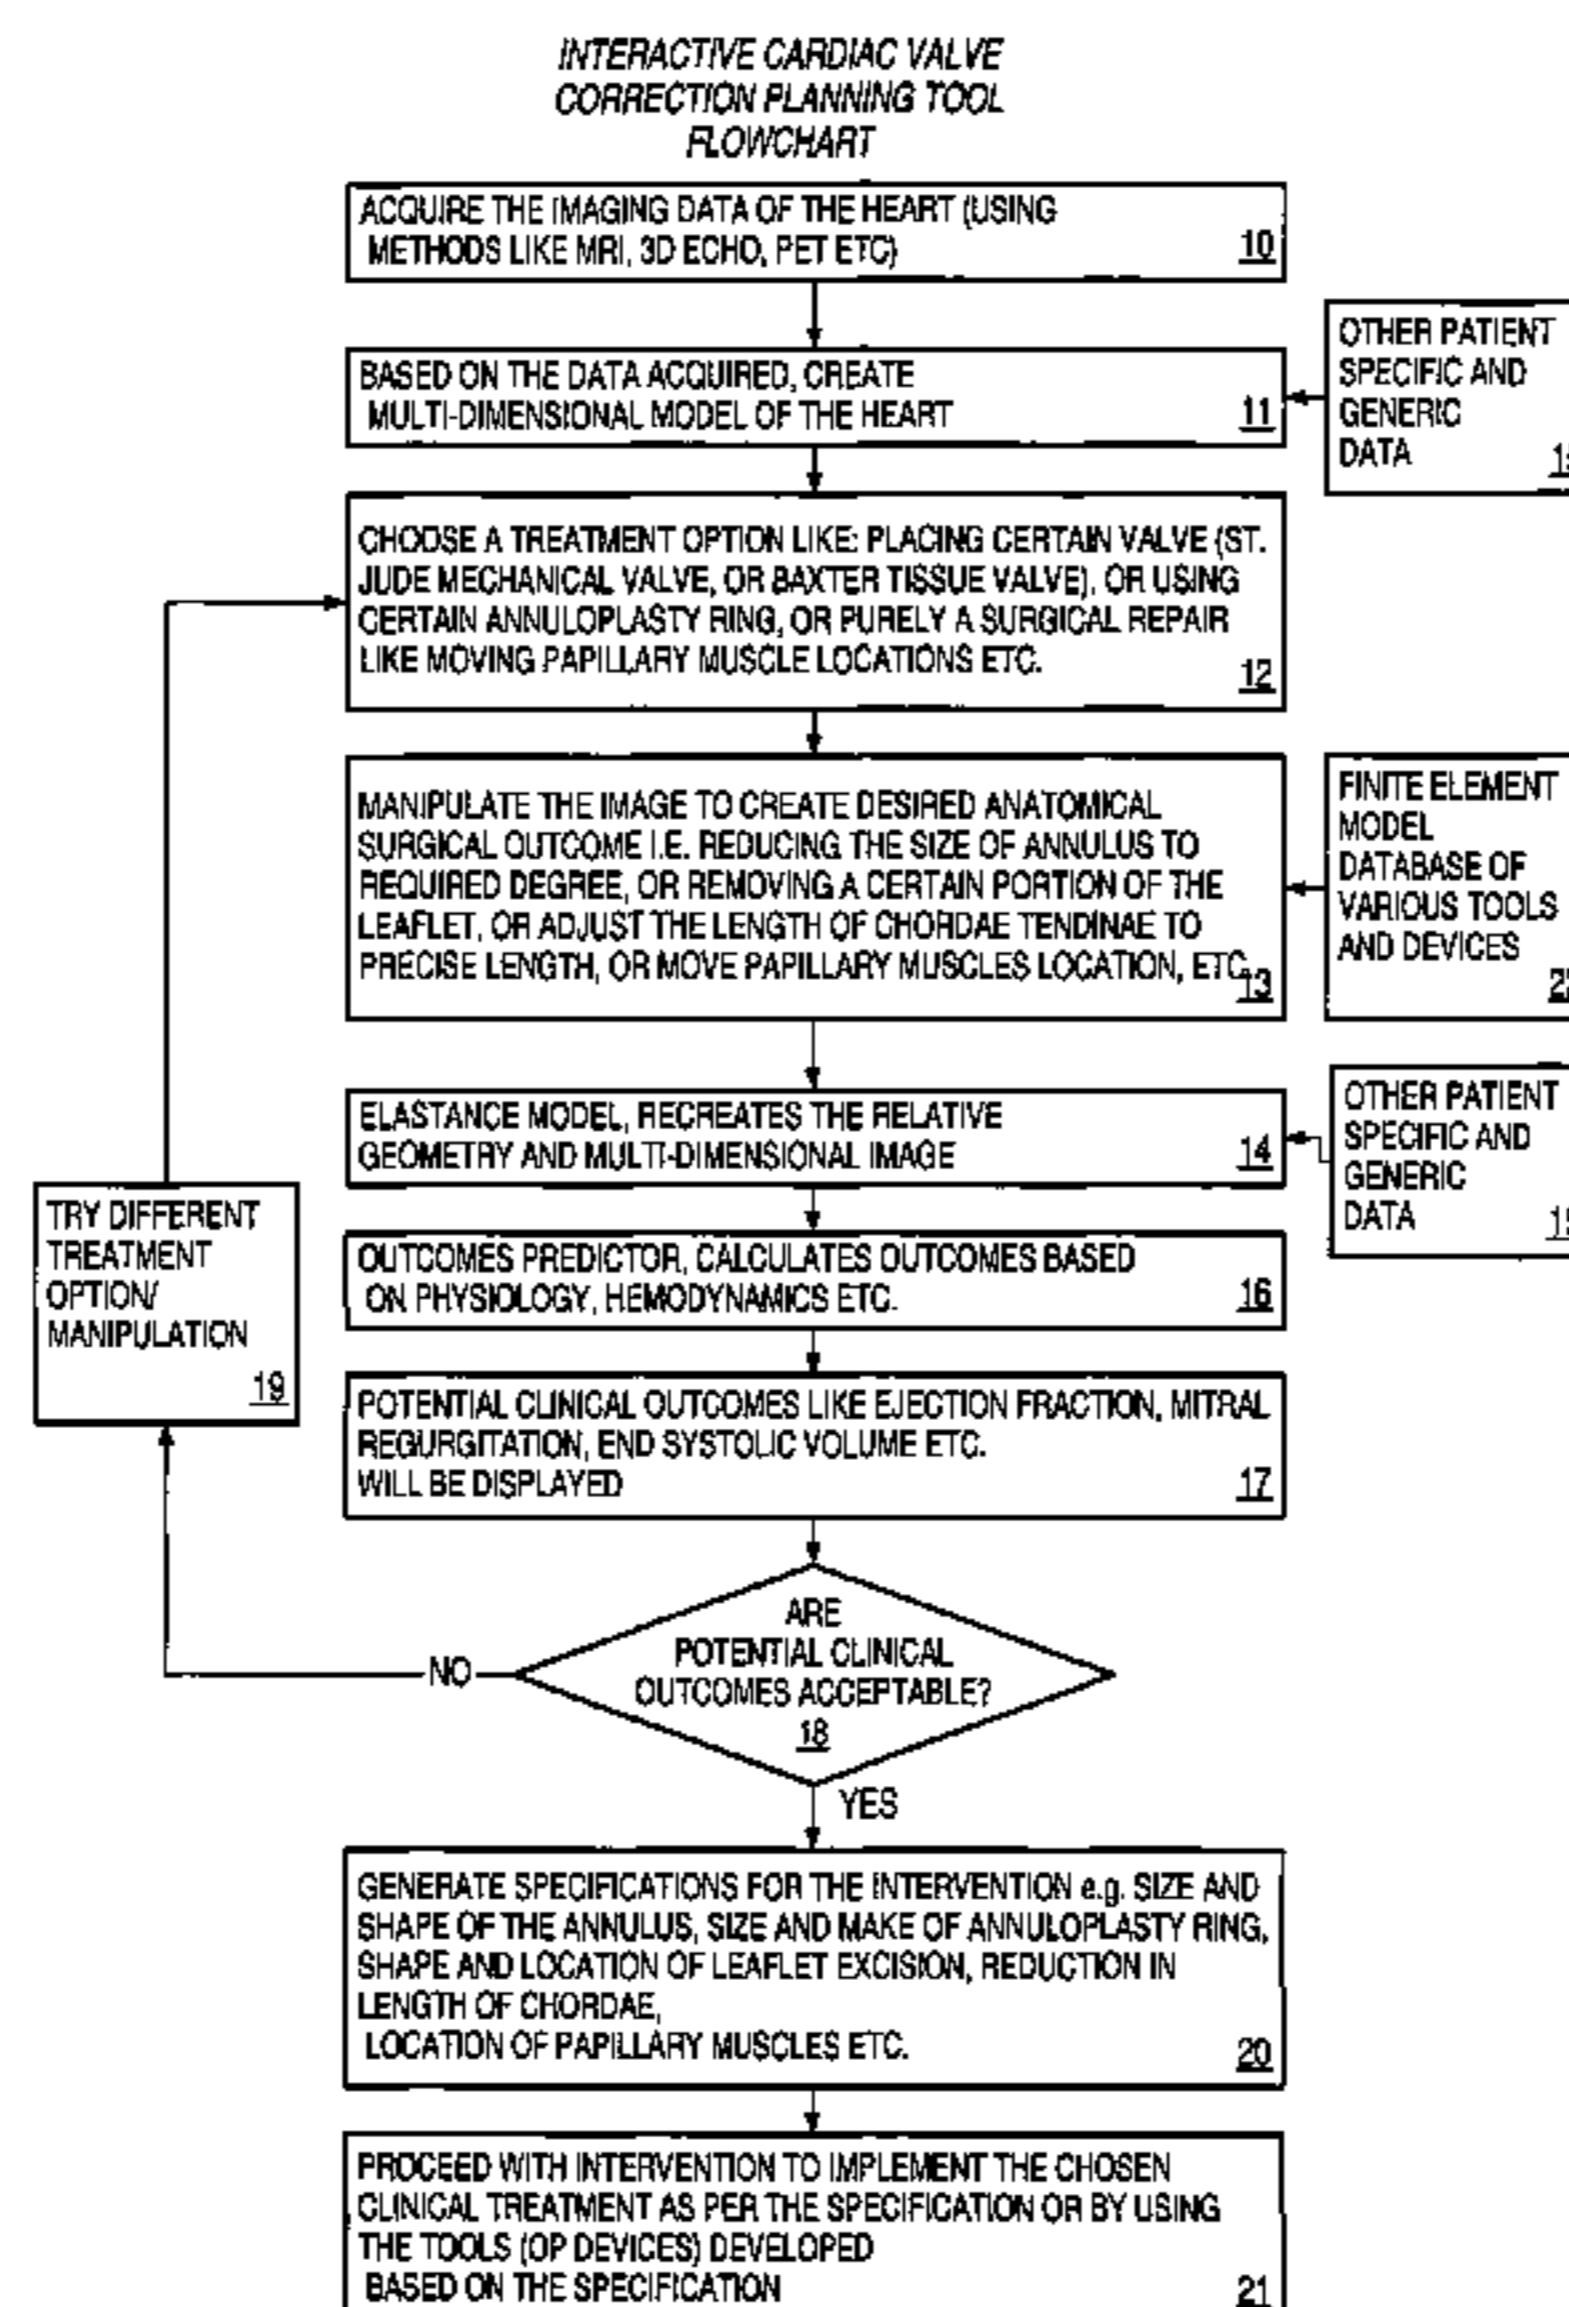 INTERACTIVE CARDIAC VALVE
CORRECTION PLANNING TOOL
FLOWCHART
ACQUIRE THE IMAGING DATA OF THE HEART (USING
METHODS LIKE MRI, 3D ECHO, PET ETC)
10
OTHER PATIENT
SPECIFIC AND
GENERIC
DATA
BASED ON THE DATA ACQUIRED, CREATE
MULTI-DIMENSIONAL MODEL OF THE HEART
11
CHOOSE A TREATMENT OPTION LIKE: PLACING CERTAIN VALVE (ST.
JUDE MECHANICAL VALVE, OR BAXTER TISSUE VALVE), OR USING
CERTAIN ANNULOPLASTY RING, OR PURELY A SURGICAL REPAIR
LIKE MOVING PAPILLARY MUSCLE LOCATIONS ETC.
12
MANIPULATE THE IMAGE TO CREATE DESIRED ANATOMICAL
SURGICAL OUTCOME I.E. REDUCING THE SIZE OF ANNULUS TO
REQUIRED DEGREE, OR REMOVING A CERTAIN PORTION OF THE
LEAFLET, OR ADJUST THE LENGTH OF CHORDAE TENDINAE TO
PRECISE LENGTH, OR MOVE PAPILLARY MUSCLES LOCATION, ETC
13
FINITE ELEMENT
MODEL
DATABASE OF
VARIOUS TOOLS
AND DEVICES
ELASTANCE MODEL, RECREATES THE RELATIVE
GEOMETRY AND MULTI-DIMENSIONAL IMAGE
14
OTHER PATIENT
SPECIFIC AND
GENERIC
DATA
TRY DIFFERENT
TREATMENT
OPTION/
MANIPULATION
19
OUTCOMES PREDICTOR, CALCULATES OUTCOMES BASED
ON PHYSIOLOGY, HEMODYNAMICS ETC.
16
POTENTIAL CLINICAL OUTCOMES LIKE EJECTION FRACTION, MITRAL
REGURGITATION, END SYSTOLIC VOLUME ETC.
WILL BE DISPLAYED
17
ARE
POTENTIAL CLINICAL
OUTCOMES ACCEPTABLE?
18
NO
YES
GENERATE SPECIFICATIONS FOR THE INTERVENTION e.g. SIZE AND
SHAPE OF THE ANNULUS, SIZE AND MAKE OF ANNULOPLASTY RING,
SHAPE AND LOCATION OF LEAFLET EXCISION, REDUCTION IN
LENGTH OF CHORDAE,
LOCATION OF PAPILLARY MUSCLES ETC.
20
PROCEED WITH INTERVENTION TO IMPLEMENT THE CHOSEN
CLINICAL TREATMENT AS PER THE SPECIFICATION OR BY USING
THE TOOLS (OP DEVICES) DEVELOPED
BASED ON THE SPECIFICATION
21